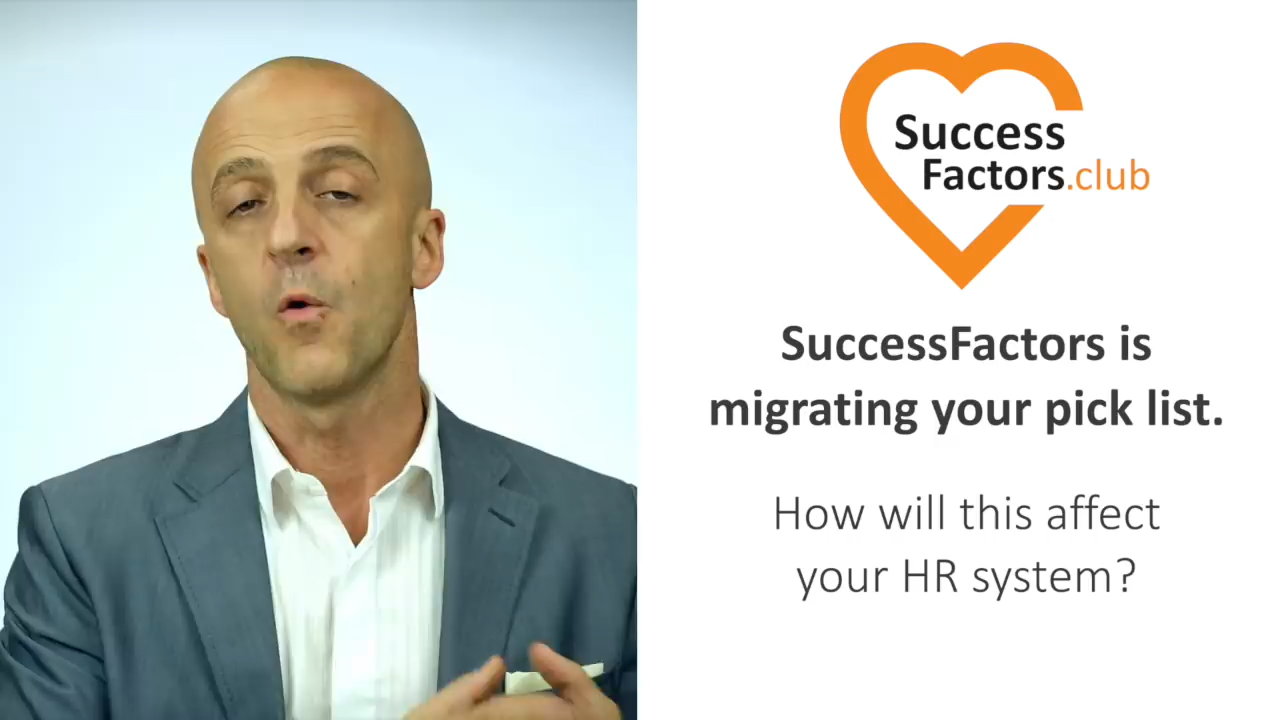 Success
Factors.club
SuccessFactors is
migrating your pick list.
How will this affect
your HR system?